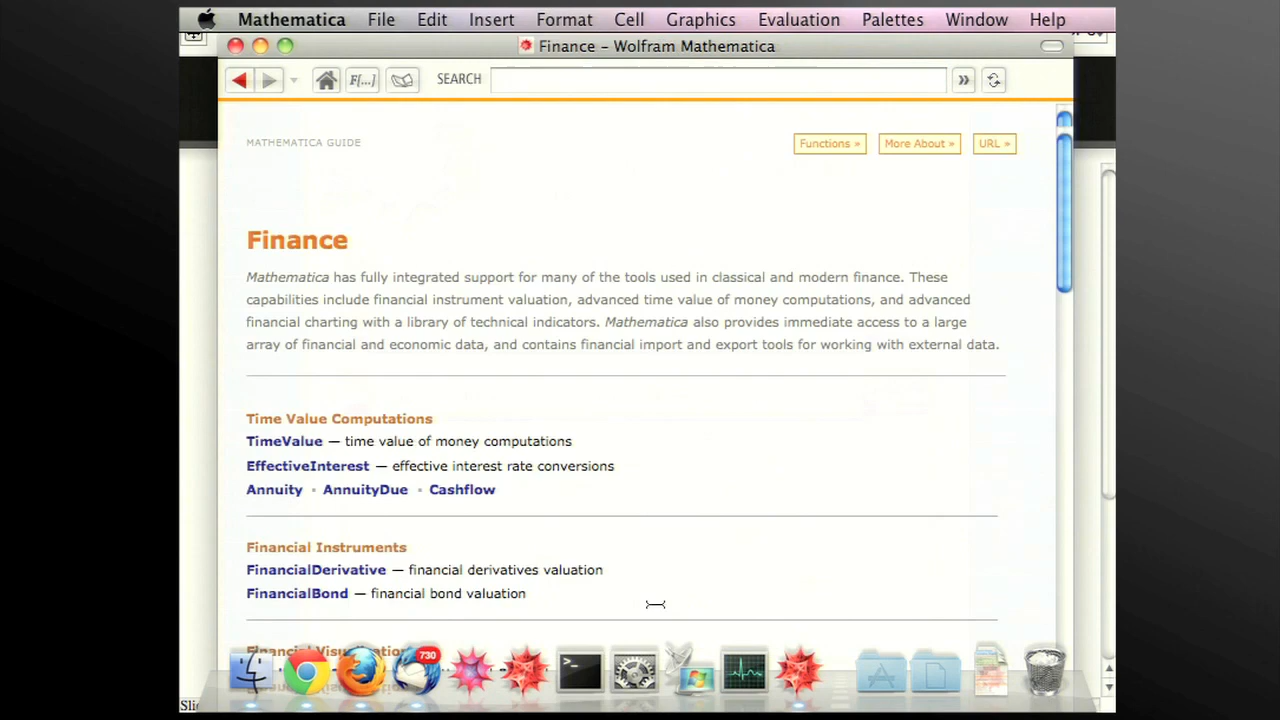 Mathematica File Edit Insert Format Cell Graphics Evaluation Palettes Window Help
Finance – Wolfram Mathematica
F[...] SEARCH »
MATHEMATICA GUIDE Functions » More About » URL »
Finance
Mathematica has fully integrated support for many of the tools used in classical and modern finance. These
capabilities include financial instrument valuation, advanced time value of money computations, and advanced
financial charting with a library of technical indicators. Mathematica also provides immediate access to a large
array of financial and economic data, and contains financial import and export tools for working with external data.
Time Value Computations
TimeValue — time value of money computations
EffectiveInterest — effective interest rate conversions
Annuity ▪ AnnuityDue ▪ Cashflow
Financial Instruments
FinancialDerivative — financial derivatives valuation
FinancialBond — financial bond valuation
Financial Visualization
730
>_